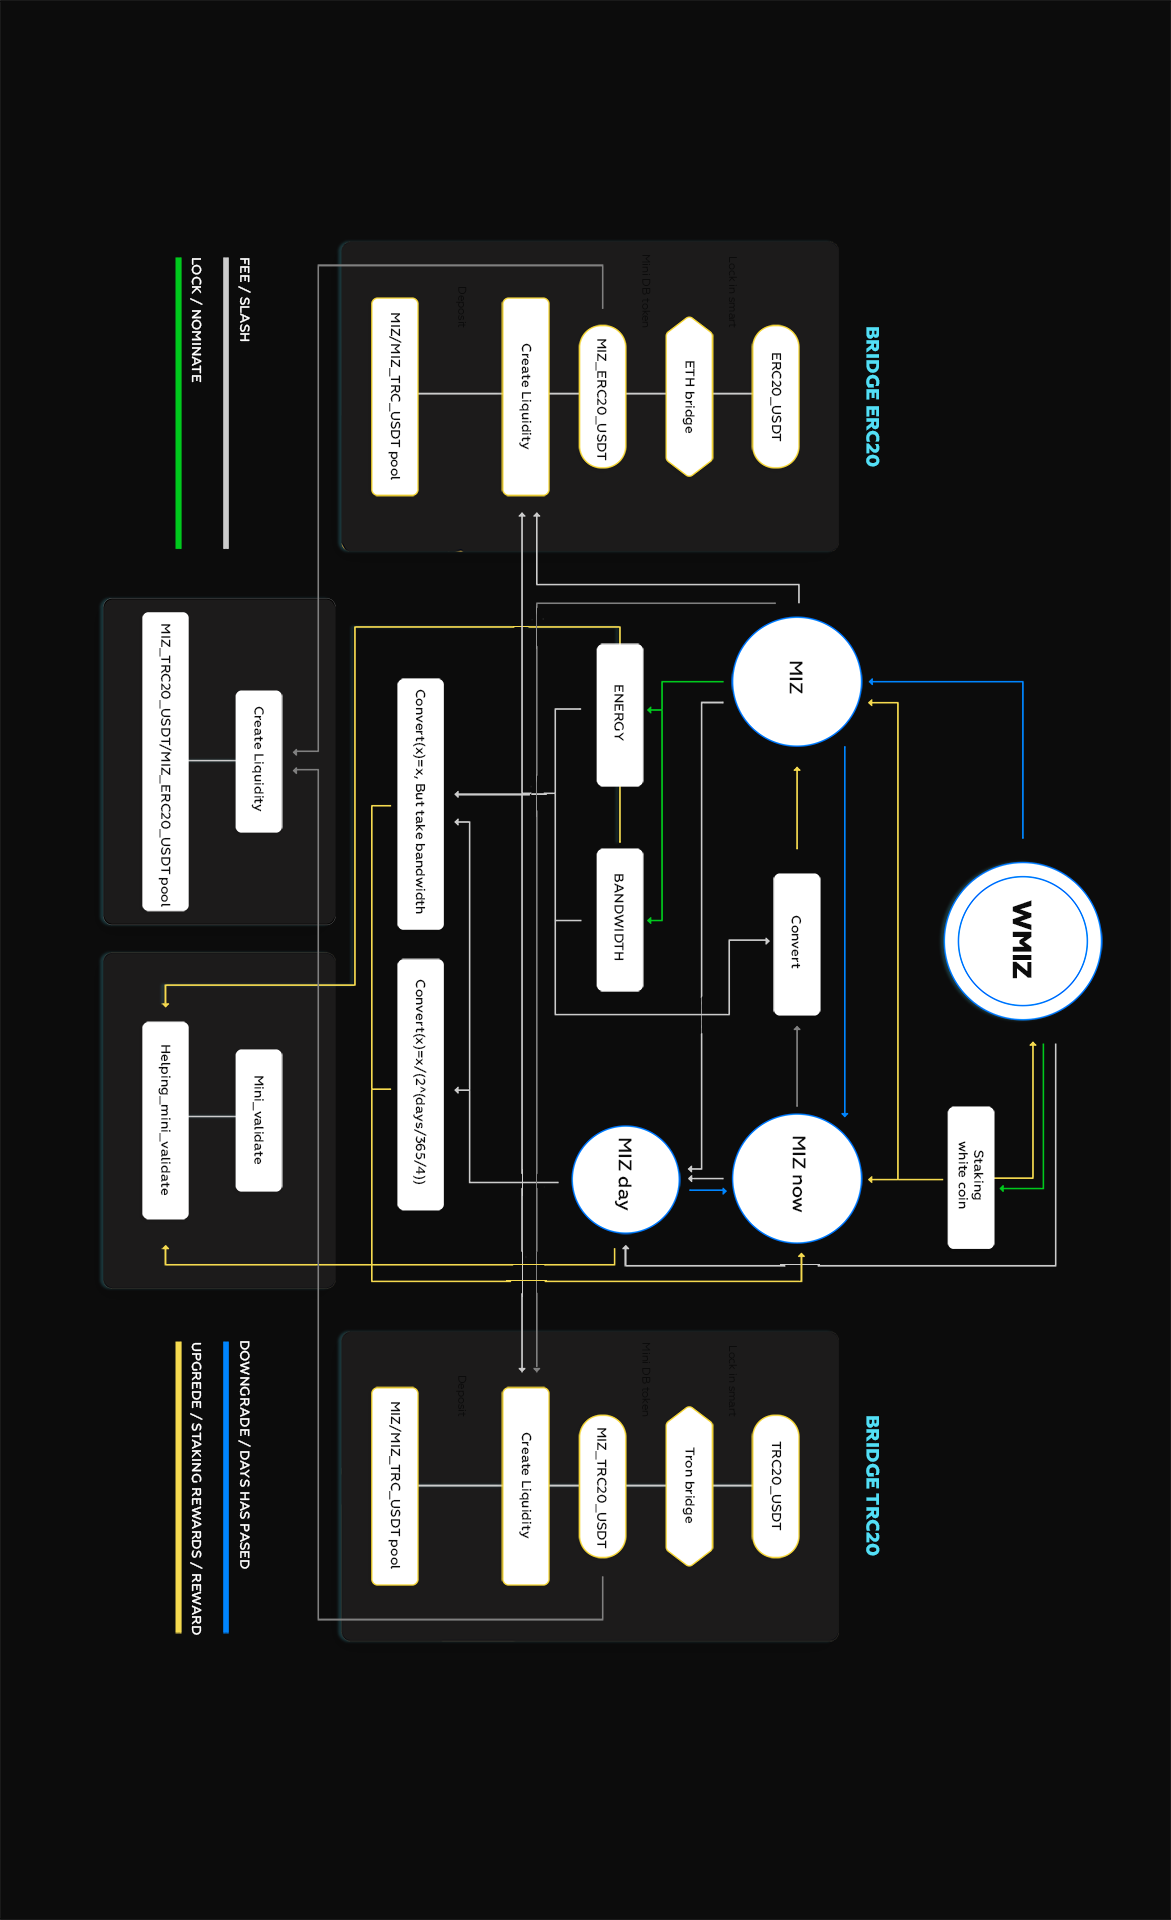 WMIZ
Staking
white coin
BRIDGE ERC20
BRIDGE TRC20
ERC20_USDT
MIZ
Convert
MIZ now
TRC20_USDT
Lock in smart
Lock in smart
ETH bridge
Tron bridge
Mini DB token
Mini DB token
MIZ_ERC20_USDT
ENERGY
BANDWIDTH
MIZ day
MIZ_TRC20_USDT
Create Liquidity
Create Liquidity
Deposit
Deposit
MIZ/MIZ_TRC_USDT pool
Convert(x)=x, But take bandwidth
Convert(x)=x/(2^(days/365/4))
MIZ/MIZ_TRC_USDT pool
Create Liquidity
Mini_validate
MIZ_TRC20_USDT/MIZ_ERC20_USDT pool
Helping_mini_validate
FEE / SLASH
DOWNGRADE / DAYS HAS PASED
LOCK / NOMINATE
UPGREDE / STAKING REWARDS / REWARD